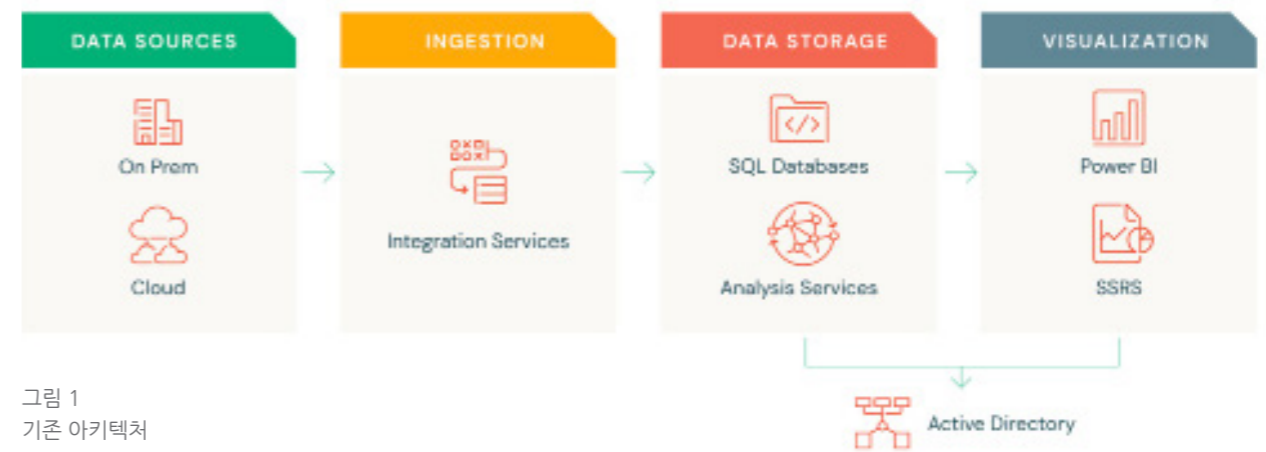 DATA SOURCES
INGESTION
DATA STORAGE
VISUALIZATION
On Prem
Cloud
Integration Services
SQL Databases
Analysis Services
Power BI
SSRS
Active Directory
그림 1
기존 아키텍처